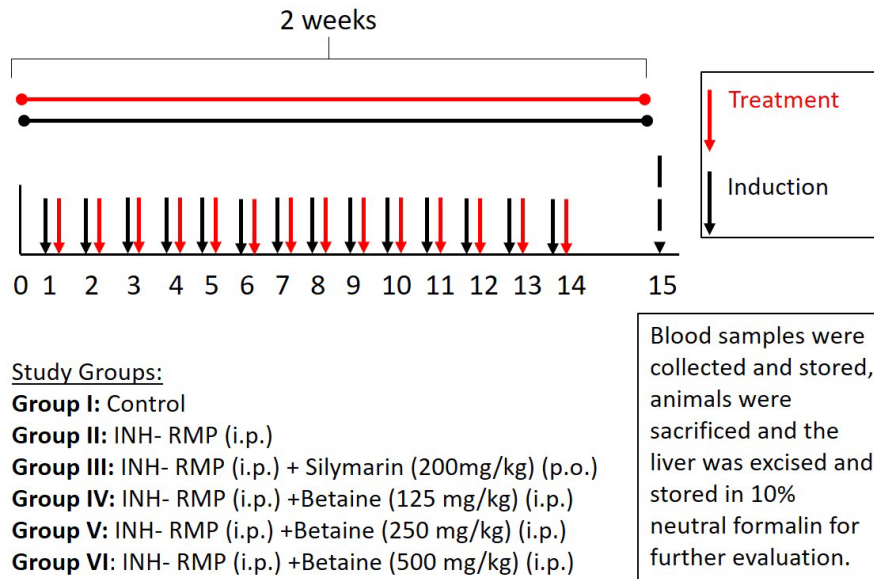 2 weeks
Treatment
Induction
0 1 2 3 4 5 6 7 8 9 10 11 12 13 14 15
Study Groups:
Group I: Control
Group II: INH- RMP (i.p.)
Group III: INH- RMP (i.p.) + Silymarin (200mg/kg) (p.o.)
Group IV: INH- RMP (i.p.) +Betaine (125 mg/kg) (i.p.)
Group V: INH- RMP (i.p.) +Betaine (250 mg/kg) (i.p.)
Group VI: INH- RMP (i.p.) +Betaine (500 mg/kg) (i.p.)
Blood samples were
collected and stored,
animals were
sacrificed and the
liver was excised and
stored in 10%
neutral formalin for
further evaluation.